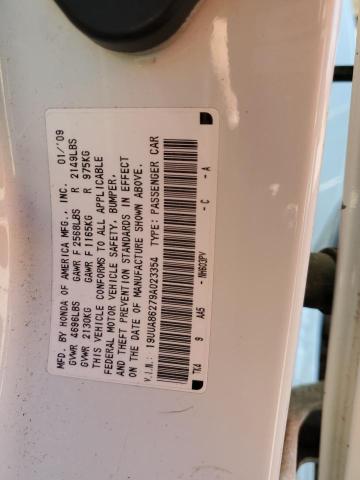 MFD.BY HONDA OF AMERICA MFG., INC. 01/'09
GVWR 4696LBS GAWR F 2568LBS R 2149LBS
GVWR 2130KG GAWR F 1165KG R 975KG
THIS VEHICLE CONFORMS TO ALL APPLICABLE
FEDERAL MOTOR VEHICLE SAFETY, BUMPER,
AND THEFT PREVENTION STANDARDS IN EFFECT
ON THE DATE OF MANUFACTURE SHOWN ABOVE.
V.I.N.: 19UUA86279A023354 TYPE: PASSENGER CAR
TK4 9 AA5 - NH603PV - C - A